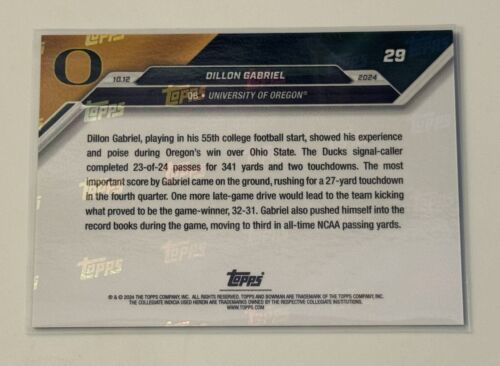 O
29
DILLON GABRIEL
10.12
2024
QB • UNIVERSITY OF OREGON®
Dillon Gabriel, playing in his 55th college football start, showed his experience
and poise during Oregon's win over Ohio State. The Ducks signal-caller
completed 23-of-24 passes for 341 yards and two touchdowns. The most
important score by Gabriel came on the ground, rushing for a 27-yard touchdown
in the fourth quarter. One more late-game drive would lead to the team kicking
what proved to be the game-winner, 32-31. Gabriel also pushed himself into the
record books during the game, moving to third in all-time NCAA passing yards.
Topps
® & © 2024 THE TOPPS COMPANY, INC. ALL RIGHTS RESERVED. TOPPS AND BOWMAN ARE TRADEMARK OF THE TOPPS COMPANY, INC.
THE COLLEGIATE INDICIA USED HEREIN ARE TRADEMARKS OWNED BY THE RESPECTIVE COLLEGIATE INSTITUTIONS.
WWW.TOPPS.COM